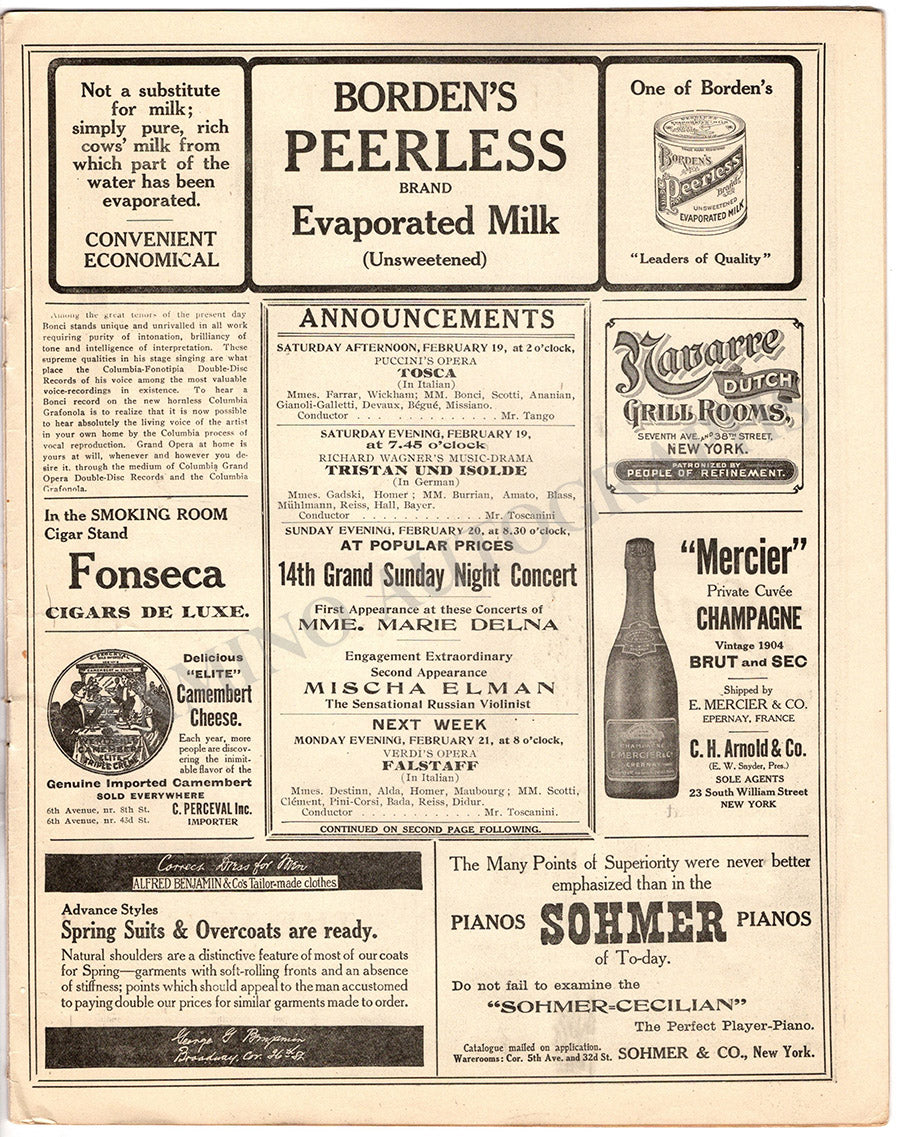 Not a substitute
for milk;
simply pure, rich
cows' milk from
which part of the
water has been
evaporated.
CONVENIENT
ECONOMICAL
BORDEN'S
PEERLESS
BRAND
Evaporated Milk
(Unsweetened)
One of Borden's
BORDEN'S
Peerless
Brand
UNSWEETENED
EVAPORATED MILK
"Leaders of Quality"
Among the great tenors of the present day
Bonci stands unique and unrivalled in all work
requiring purity of intonation, brilliancy of
tone and intelligence of interpretation. These
supreme qualities in his stage singing are what
place the Columbia-Fonotipia Double-Disc
Records of his voice among the most valuable
voice-recordings in existence. To hear a
Bonci record on the new hornless Columbia
Grafonola is to realize that it is now possible
to hear absolutely the living voice of the artist
in your own home by the Columbia process of
vocal reproduction. Grand Opera at home is
yours at will, whenever and however you de-
sire it, through the medium of Columbia Grand
Opera Double-Disc Records and the Columbia
Grafonola.
In the SMOKING ROOM
Cigar Stand
Fonseca
CIGARS DE LUXE.
E. PERCEVAL
CAMEMBERT
ELITE
TRIPLE CRÈME
Delicious
"ELITE"
Camembert
Cheese.
Each year, more
people are discov-
ering the inimit-
able flavor of the
Genuine Imported Camembert
SOLD EVERYWHERE
6th Avenue, nr. 8th St.
6th Avenue, nr. 43d St.
C. PERCEVAL Inc.
IMPORTER
ANNOUNCEMENTS
SATURDAY AFTERNOON, FEBRUARY 19, at 2 o'clock,
PUCCINI'S OPERA
TOSCA
(In Italian)
Mmes. Farrar, Wickham; MM. Bonci, Scotti, Ananian,
Gianoli-Galletti, Devaux, Bégué, Missiano.
Conductor . . . . . . . . . . . . . . Mr. Tango
SATURDAY EVENING, FEBRUARY 19,
at 7.45 o'clock
RICHARD WAGNER'S MUSIC-DRAMA
TRISTAN UND ISOLDE
(In German)
Mmes. Gadski, Homer; MM. Burrian, Amato, Blass,
Mühlmann, Reiss, Hall, Bayer.
Conductor . . . . . . . . . . . . Mr. Toscanini
SUNDAY EVENING, FEBRUARY 20, at 8.30 o'clock,
AT POPULAR PRICES
14th Grand Sunday Night Concert
First Appearance at these Concerts of
MME. MARIE DELNA
Engagement Extraordinary
Second Appearance
MISCHA ELMAN
The Sensational Russian Violinist
NEXT WEEK
MONDAY EVENING, FEBRUARY 21, at 8 o'clock,
VERDI'S OPERA
FALSTAFF
(In Italian)
Mmes. Destinn, Alda, Homer, Maubourg; MM. Scotti,
Clément, Pini-Corsi, Bada, Reiss, Didur.
Conductor . . . . . . . . . . . . Mr. Toscanini.
CONTINUED ON SECOND PAGE FOLLOWING.
Navarre
DUTCH
GRILL ROOMS,
SEVENTH AVE. AND 38TH STREET,
NEW YORK.
PATRONIZED BY
PEOPLE OF REFINEMENT.
"Mercier"
Private Cuvée
CHAMPAGNE
Vintage 1904
BRUT and SEC
Shipped by
E. MERCIER & CO.
EPERNAY, FRANCE
C. H. Arnold & Co.
(E. W. Snyder, Pres.)
SOLE AGENTS
23 South William Street
NEW YORK
CHAMPAGNE
E. MERCIER & Co
EPERNAY
Correct Dress for Men
ALFRED BENJAMIN & Co's Tailor-made clothes
Advance Styles
Spring Suits & Overcoats are ready.
Natural shoulders are a distinctive feature of most of our coats
for Spring—garments with soft-rolling fronts and an absence
of stiffness; points which should appeal to the man accustomed
to paying double our prices for similar garments made to order.
George G Benjamin
Broadway, Cor. 26th St.
The Many Points of Superiority were never better
emphasized than in the
PIANOS SOHMER PIANOS
of To-day.
Do not fail to examine the
"SOHMER=CECILIAN"
The Perfect Player-Piano.
Catalogue mailed on application.
Warerooms: Cor. 5th Ave. and 32d St. SOHMER & CO., New York.
TAMINO AUTOGRAPHS